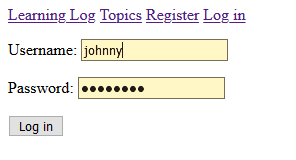 Learning Log Topics Register Log in
Username: johnny
Password: ●●●●●●●●
Log in